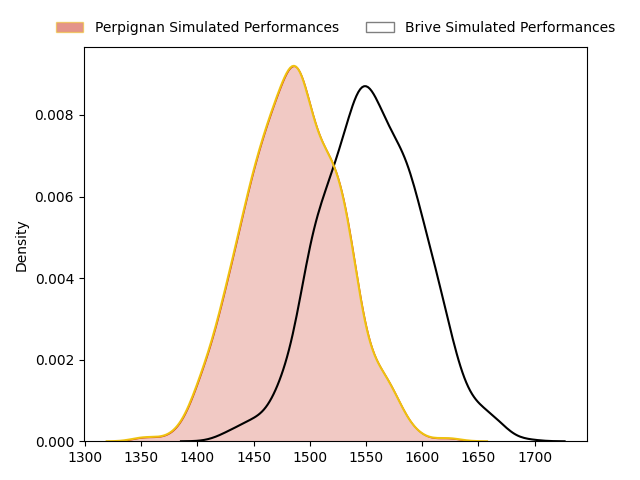 Perpignan Simulated Performances
Brive Simulated Performances
Density
0.008
0.006
0.004
0.002
0.000
1300 1350 1400 1450 1500 1550 1600 1650 1700